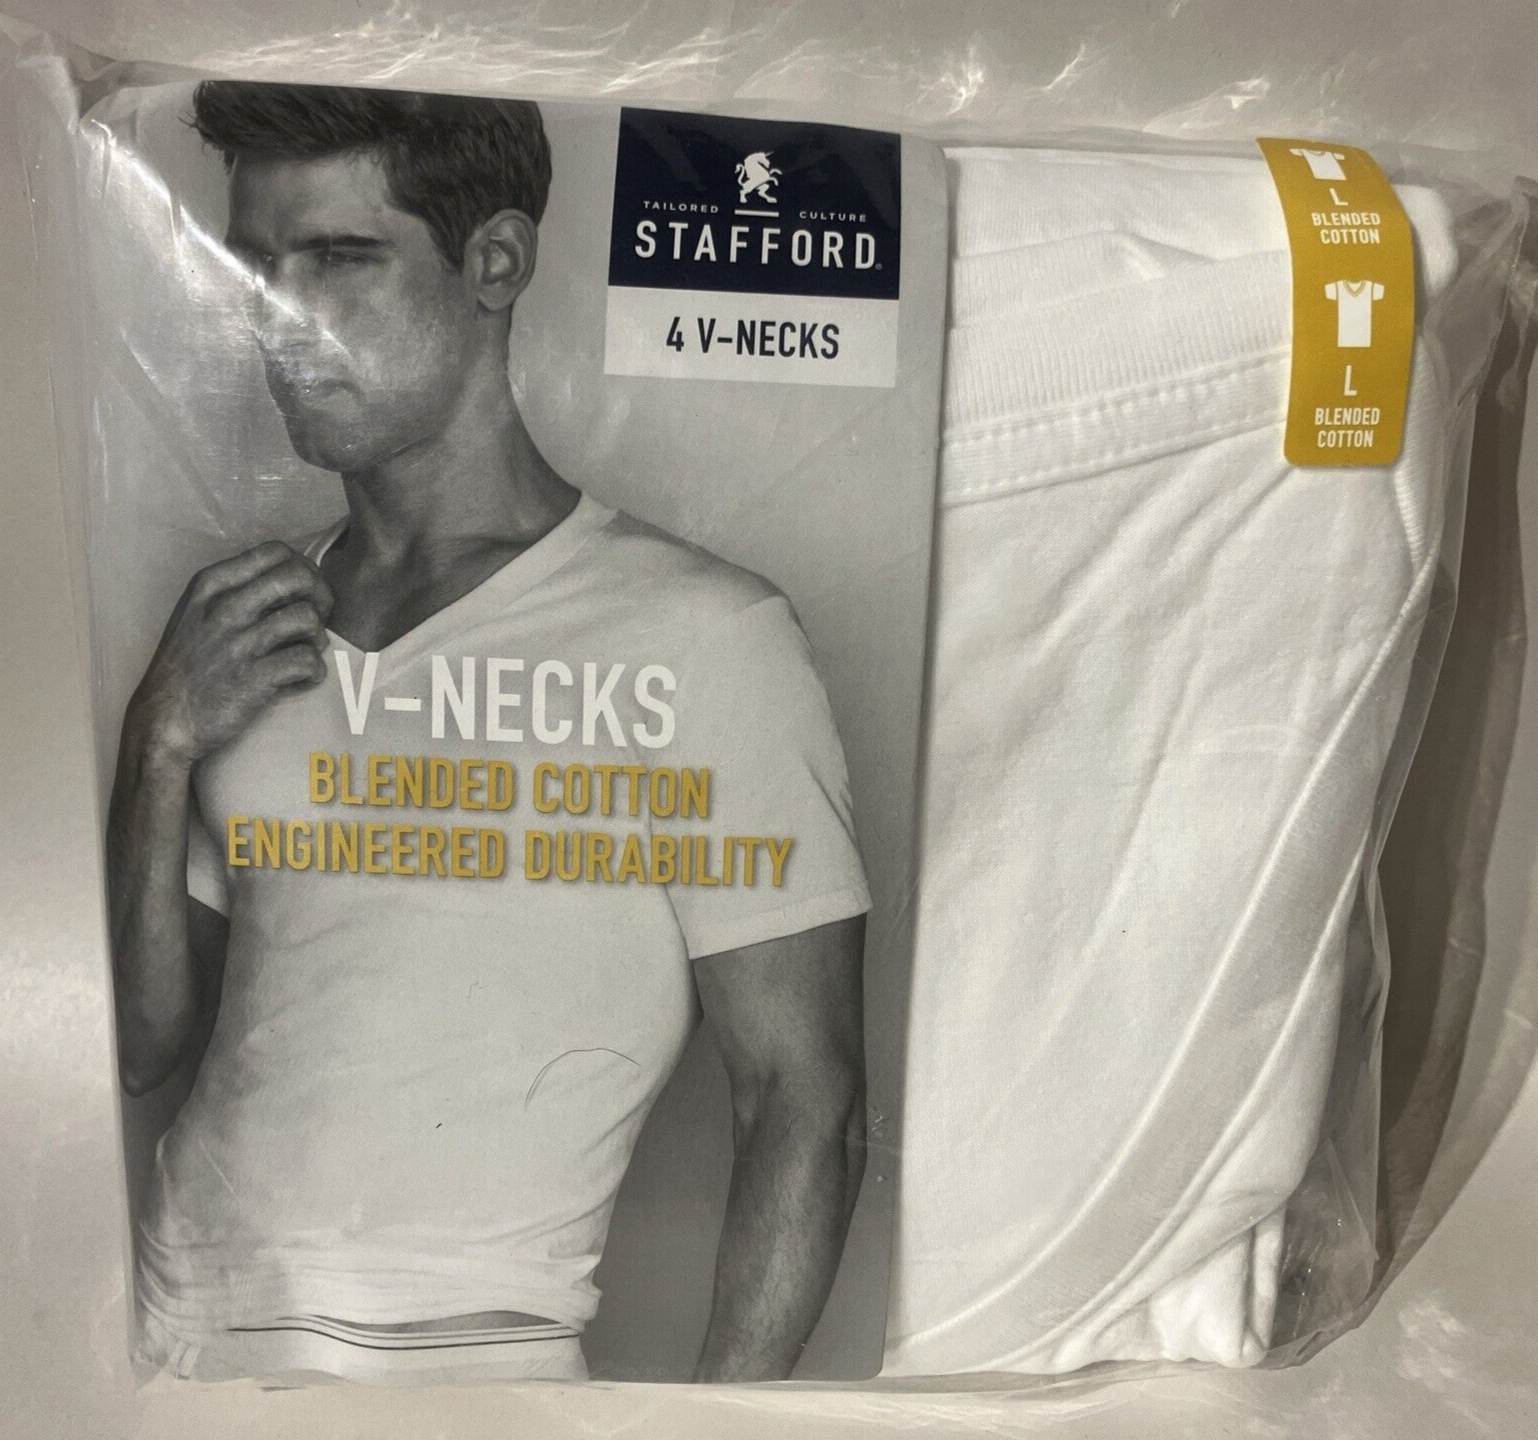 TAILORED CULTURE
STAFFORD®
4 V-NECKS
V-NECKS
BLENDED COTTON
ENGINEERED DURABILITY
L
BLENDED
COTTON
L
BLENDED
COTTON